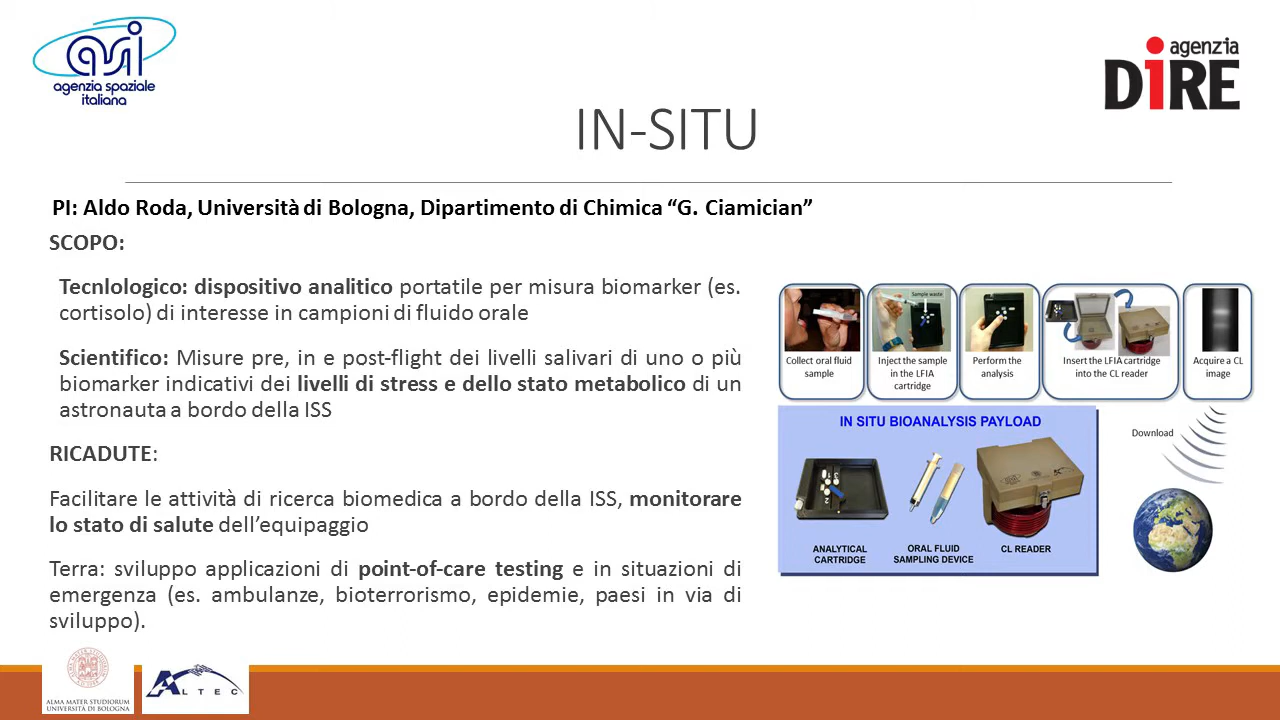 asi
agenzia spaziale
italiana
agenzia
DiRE
IN-SITU
PI: Aldo Roda, Università di Bologna, Dipartimento di Chimica “G. Ciamician”
SCOPO:
Tecnlologico: dispositivo analitico portatile per misura biomarker (es.
cortisolo) di interesse in campioni di fluido orale
Scientifico: Misure pre, in e post-flight dei livelli salivari di uno o più
biomarker indicativi dei livelli di stress e dello stato metabolico di un
astronauta a bordo della ISS
RICADUTE:
Facilitare le attività di ricerca biomedica a bordo della ISS, monitorare
lo stato di salute dell’equipaggio
Terra: sviluppo applicazioni di point-of-care testing e in situazioni di
emergenza (es. ambulanze, bioterrorismo, epidemie, paesi in via di
sviluppo).
Sample waste
Collect oral fluid
sample
Inject the sample
in the LFIA
cartridge
Perform the
analysis
Insert the LFIA cartridge
into the CL reader
Acquire a CL
image
IN SITU BIOANALYSIS PAYLOAD
ANALYTICAL
CARTRIDGE
ORAL FLUID
SAMPLING DEVICE
CL READER
Download
ALMA MATER STUDIORUM
UNIVERSITÀ DI BOLOGNA
ALTEC